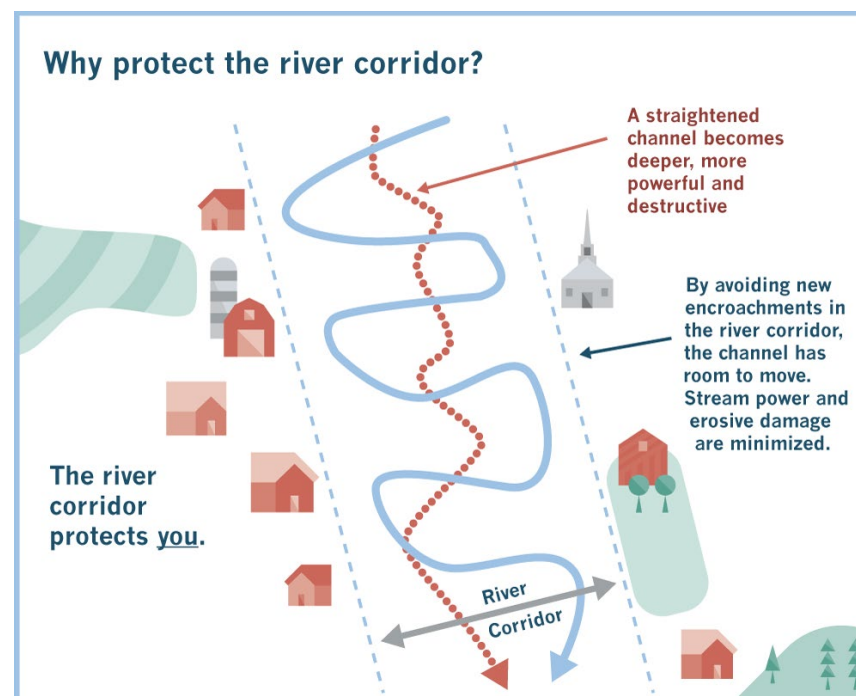 Why protect the river corridor?
A straightened
channel becomes
deeper, more
powerful and
destructive
By avoiding new
encroachments in
the river corridor,
the channel has
room to move.
Stream power and
erosive damage
are minimized.
The river
corridor
protects you.
River
Corridor